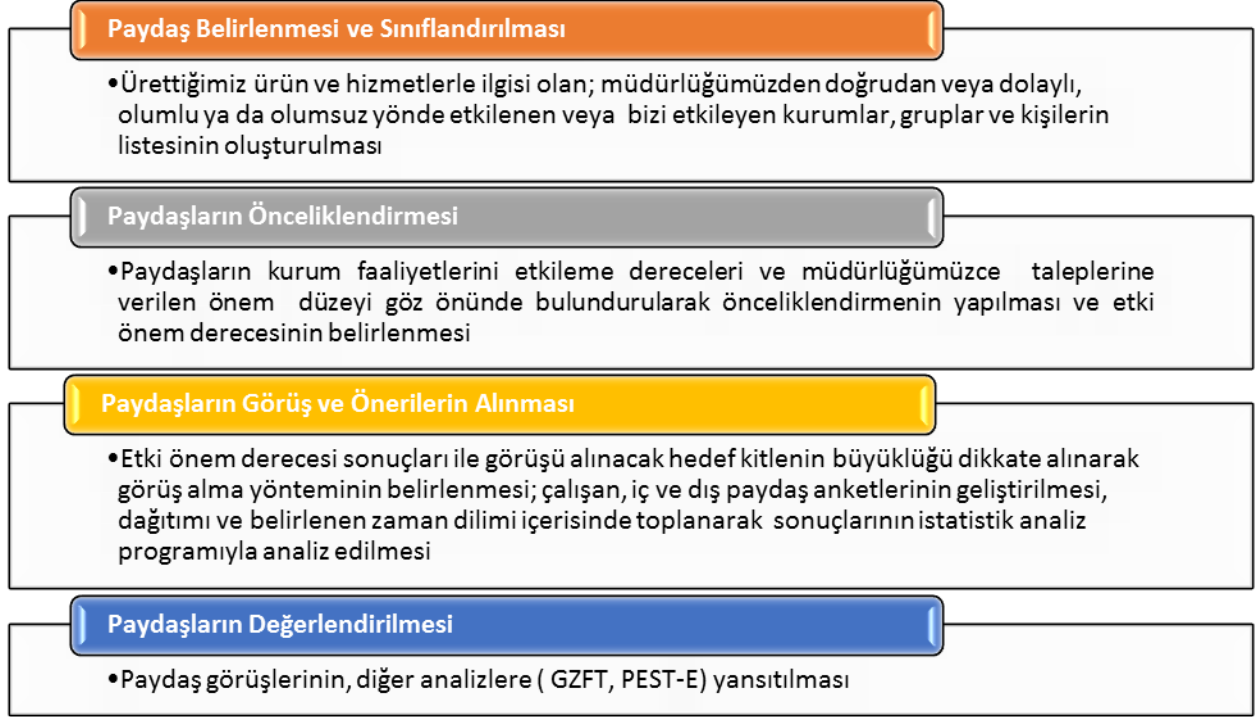 Paydaş Belirlenmesi ve Sınıflandırılması
•Ürettiğimiz ürün ve hizmetlerle ilgisi olan; müdürlüğümüzden doğrudan veya dolaylı,
olumlu ya da olumsuz yönde etkilenen veya bizi etkileyen kurumlar, gruplar ve kişilerin
listesinin oluşturulması
Paydaşların Önceliklendirmesi
•Paydaşların kurum faaliyetlerini etkileme dereceleri ve müdürlüğümüzce taleplerine
verilen önem düzeyi göz önünde bulundurularak önceliklendirmenin yapılması ve etki
önem derecesinin belirlenmesi
Paydaşların Görüş ve Önerilerin Alınması
•Etki önem derecesi sonuçları ile görüşü alınacak hedef kitlenin büyüklüğü dikkate alınarak
görüş alma yönteminin belirlenmesi; çalışan, iç ve dış paydaş anketlerinin geliştirilmesi,
dağıtımı ve belirlenen zaman dilimi içerisinde toplanarak sonuçlarının istatistik analiz
programıyla analiz edilmesi
Paydaşların Değerlendirilmesi
•Paydaş görüşlerinin, diğer analizlere ( GZFT, PEST-E) yansıtılması